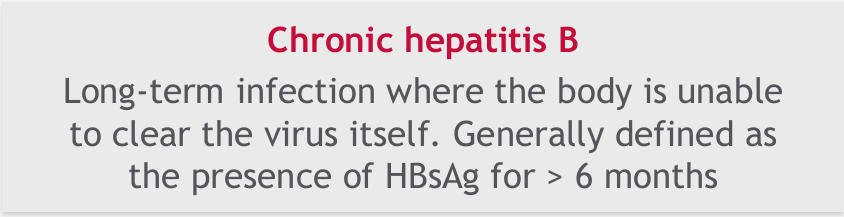 Chronic hepatitis B
Long-term infection where the body is unable
to clear the virus itself. Generally defined as
the presence of HBsAg for > 6 months